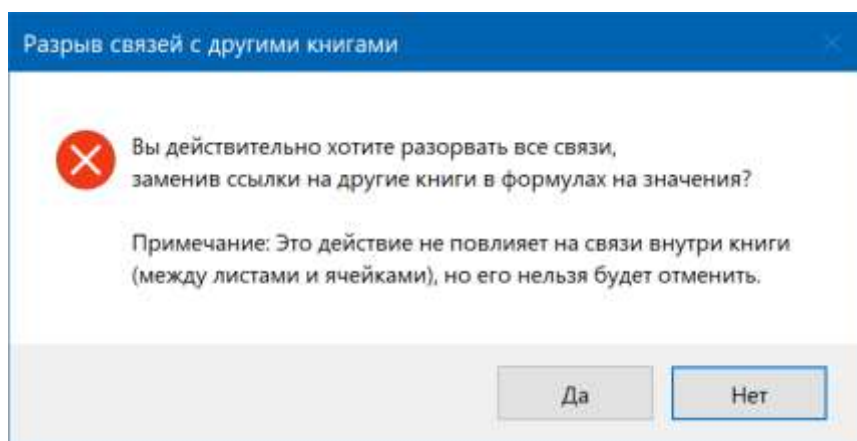 Разрыв связей с другими книгами
Вы действительно хотите разорвать все связи,
заменив ссылки на другие книги в формулах на значения?
Примечание: Это действие не повлияет на связи внутри книги
(между листами и ячейками), но его нельзя будет отменить.
Да
Нет